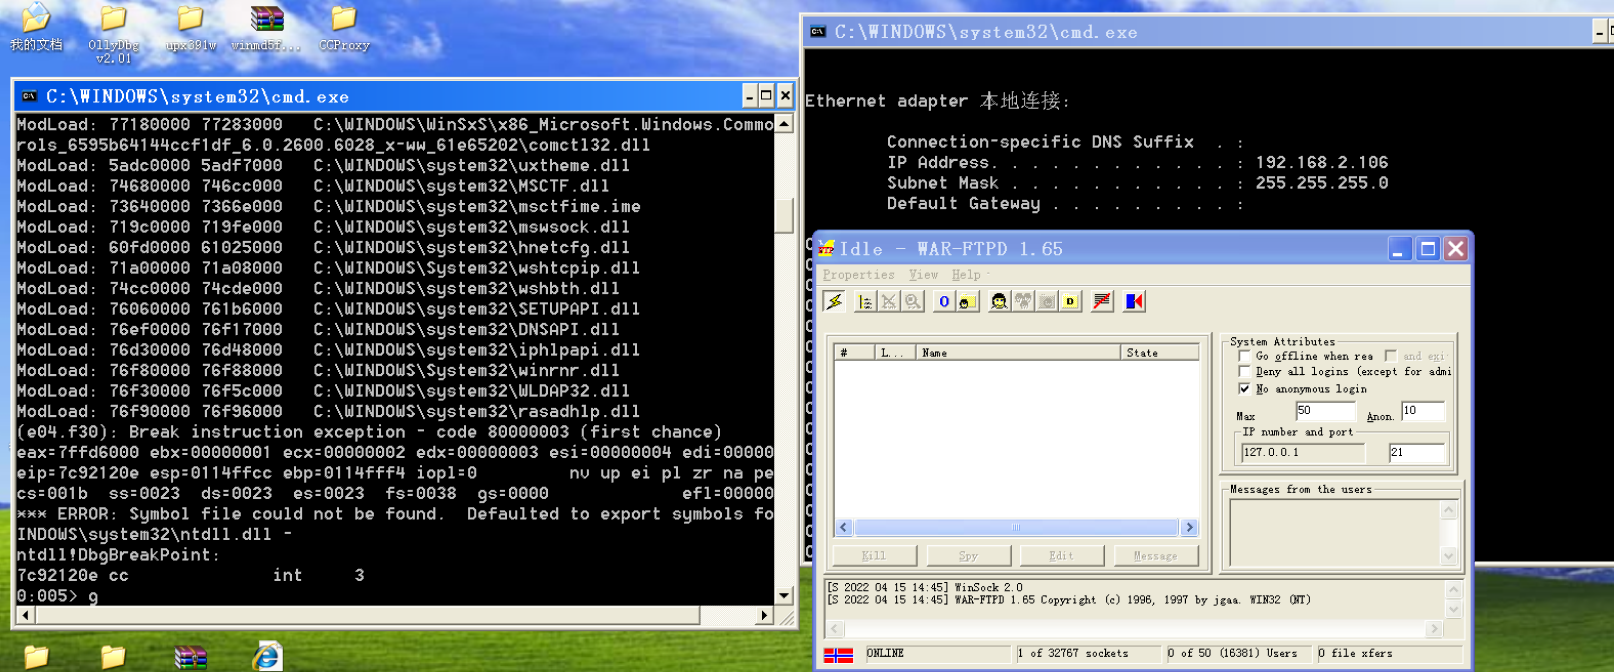 我的文档
OllyDbg v2.01
upx391w
winmd5f...
CCProxy
C:\WINDOWS\system32\cmd.exe
ModLoad: 77180000 77283000   C:\WINDOWS\WinSxS\x86_Microsoft.Windows.Commo
rols_6595b64144ccf1df_6.0.2600.6028_x-ww_61e65202\comctl32.dll
ModLoad: 5adc0000 5adf7000   C:\WINDOWS\system32\uxtheme.dll
ModLoad: 74680000 746cc000   C:\WINDOWS\system32\MSCTF.dll
ModLoad: 73640000 7366e000   C:\WINDOWS\system32\msctfime.ime
ModLoad: 719c0000 719fe000   C:\WINDOWS\system32\mswsock.dll
ModLoad: 60fd0000 61025000   C:\WINDOWS\system32\hnetcfg.dll
ModLoad: 71a00000 71a08000   C:\WINDOWS\system32\wshtcpip.dll
ModLoad: 74cc0000 74cde000   C:\WINDOWS\system32\wshbth.dll
ModLoad: 76060000 761b6000   C:\WINDOWS\system32\SETUPAPI.dll
ModLoad: 76ef0000 76f17000   C:\WINDOWS\system32\DNSAPI.dll
ModLoad: 76d30000 76d48000   C:\WINDOWS\system32\iphlpapi.dll
ModLoad: 76f80000 76f88000   C:\WINDOWS\system32\winrnr.dll
ModLoad: 76f30000 76f5c000   C:\WINDOWS\system32\WLDAP32.dll
ModLoad: 76f90000 76f96000   C:\WINDOWS\system32\rasadhlp.dll
(e04.f30): Break instruction exception - code 80000003 (first chance)
eax=7ffd6000 ebx=00000001 ecx=00000002 edx=00000003 esi=00000004 edi=00000
eip=7c92120e esp=0114ffcc ebp=0114fff4 iopl=0         nv up ei pl zr na pe
cs=001b  ss=0023  ds=0023  es=0023  fs=0038  gs=0000             efl=00000
*** ERROR: Symbol file could not be found.  Defaulted to export symbols fo
INDOWS\system32\ntdll.dll -
ntdll!DbgBreakPoint:
7c92120e cc              int     3
0:005> g
C:\WINDOWS\system32\cmd.exe
Ethernet adapter 本地连接:
Connection-specific DNS Suffix  . :
IP Address. . . . . . . . . . . . : 192.168.2.106
Subnet Mask . . . . . . . . . . . : 255.255.255.0
Default Gateway . . . . . . . . . :
Idle - WAR-FTPD 1.65
Properties  View  Help
#  L...  Name  State
Kill  Spy  Edit  Message
System Attributes
Go offline when rea  and exi
Deny all logins (except for admi
No anonymous login
Max 50  Anon. 10
IP number and port
127.0.0.1  21
Messages from the users
[S 2022 04 15 14:45] WinSock 2.0
[S 2022 04 15 14:45] WAR-FTPD 1.65 Copyright (c) 1996, 1997 by jgaa. WIN32 (NT)
ONLINE  1 of 32767 sockets  0 of 50 (16381) Users  0 file xfers